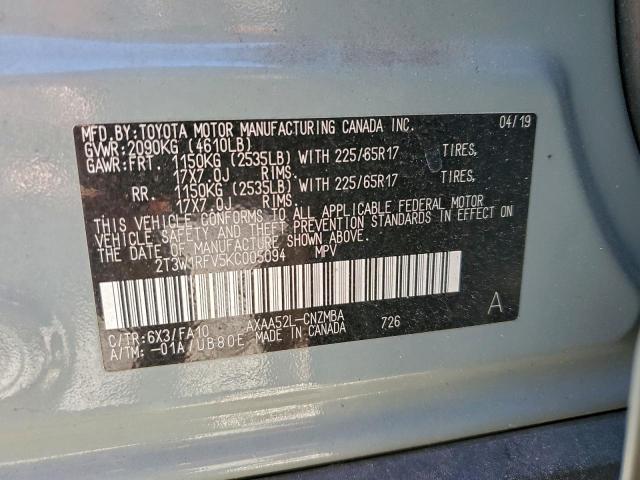 MFD.BY:TOYOTA MOTOR MANUFACTURING CANADA INC. 04/19
GVWR:2090KG (4610LB)
GAWR:FRT 1150KG (2535LB) WITH 225/65R17 TIRES,
17X7.0J RIMS.
RR 1150KG (2535LB) WITH 225/65R17 TIRES,
17X7.0J RIMS.
THIS VEHICLE CONFORMS TO ALL APPLICABLE FEDERAL MOTOR
VEHICLE SAFETY AND THEFT PREVENTION STANDARDS IN EFFECT ON
THE DATE OF MANUFACTURE SHOWN ABOVE.
2T3W1RFV5KC005094 MPV
C/TR:6X3/FA10 AXAA52L-CNZMBA 726 A
A/TM:-01A/UB80E MADE IN CANADA